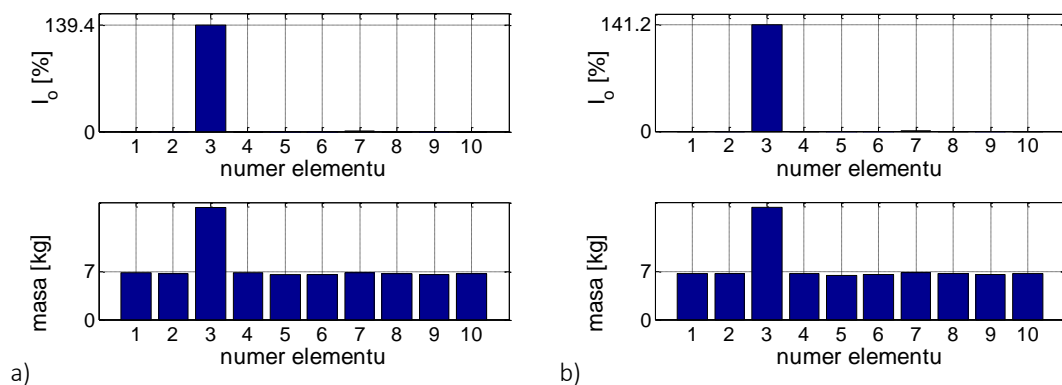 139.4
I_o [%]
0
1 2 3 4 5 6 7 8 9 10
numer elementu
7
masa [kg]
0
1 2 3 4 5 6 7 8 9 10
numer elementu
a)
141.2
I_o [%]
0
1 2 3 4 5 6 7 8 9 10
numer elementu
7
masa [kg]
0
1 2 3 4 5 6 7 8 9 10
numer elementu
b)